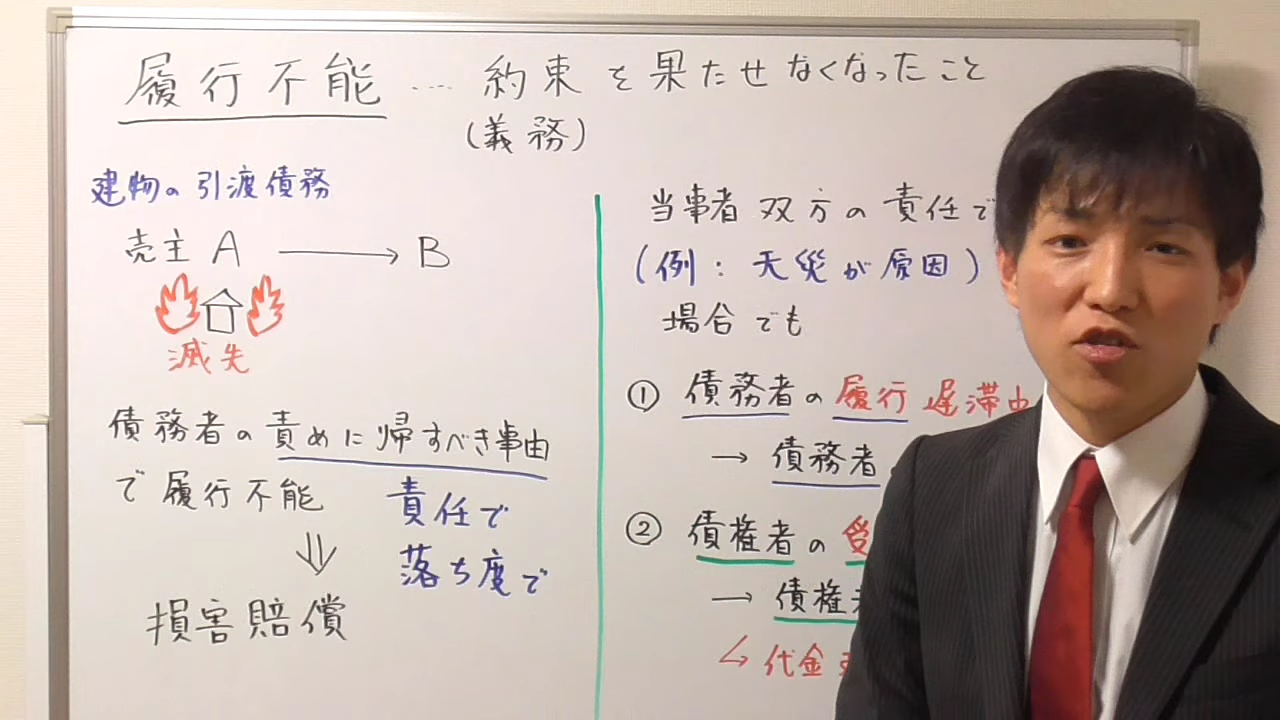 履行不能 ‥‥ 約束を果たせなくなったこと
(義務)
建物の引渡債務
売主 A → B
滅失
債務者の責めに帰すべき事由
で履行不能
責任で
落ち度で
⇓
損害賠償
当事者双方の責任で
(例:天災が原因)
場合でも
① 債務者の履行遅滞中
→ 債務者
② 債権者の受
→ 債権者
代金